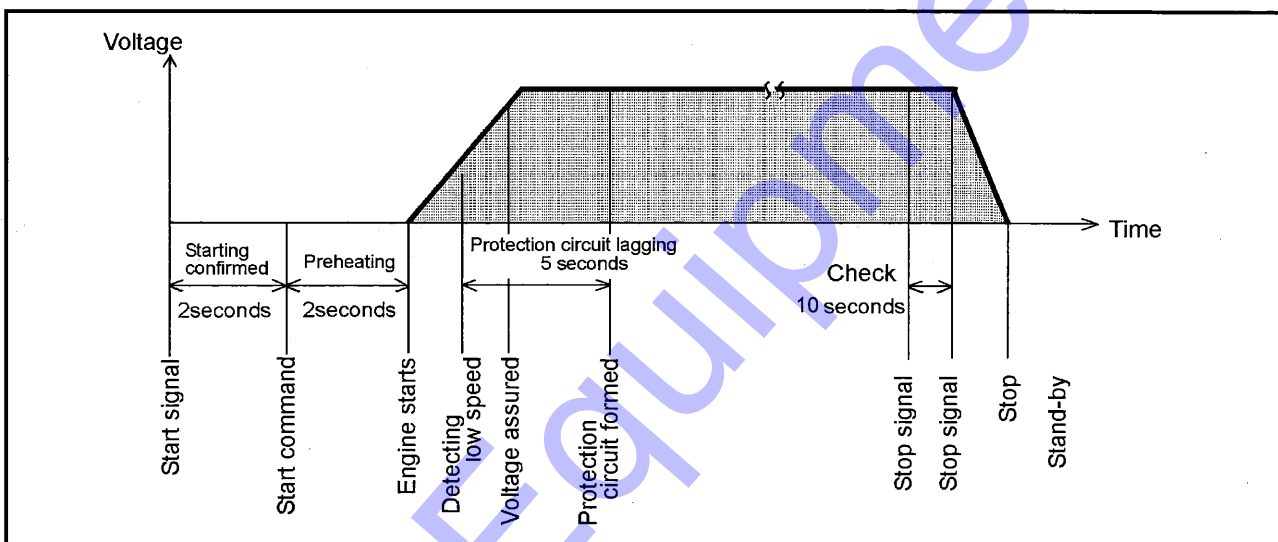 Voltage
Time
Starting
confirmed
2seconds
Preheating
2seconds
Protection circuit lagging
5 seconds
Check
10 seconds
Start signal
Start command
Engine starts
Detecting
low speed
Voltage assured
Protection
circuit formed
Stop signal
Stop signal
Stop
Stand-by
Equipme